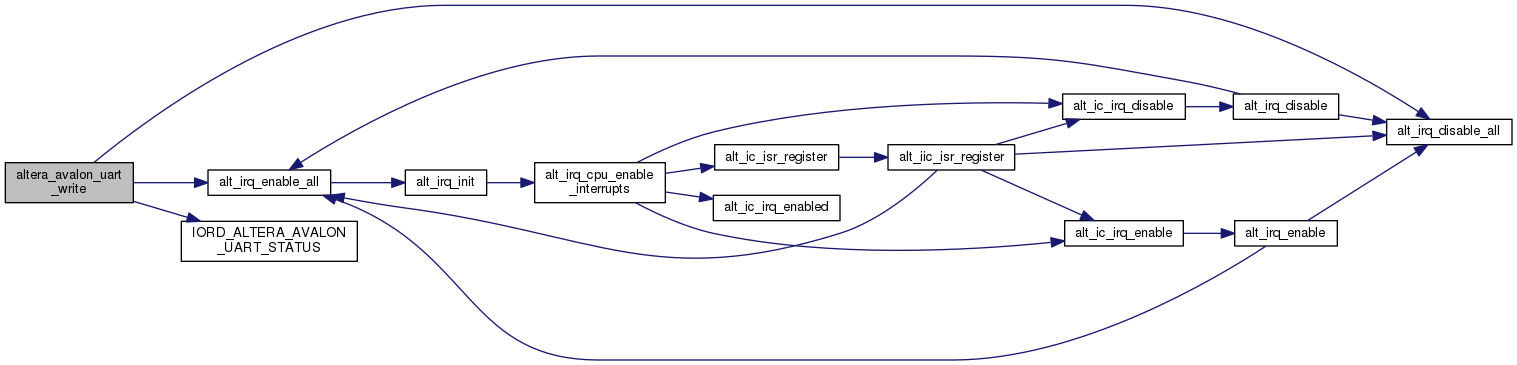 altera_avalon_uart
_write
alt_irq_enable_all
IORD_ALTERA_AVALON
_UART_STATUS
alt_irq_init
alt_irq_cpu_enable
_interrupts
alt_ic_isr_register
alt_ic_irq_enabled
alt_iic_isr_register
alt_ic_irq_disable
alt_ic_irq_enable
alt_irq_disable
alt_irq_enable
alt_irq_disable_all